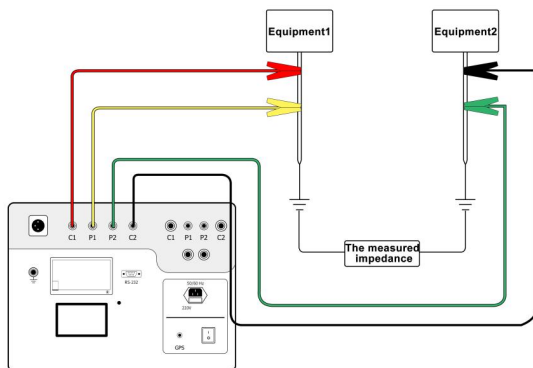 Equipment1
Equipment2
C1 P1 P2 C2
C1 P1 P2 C2
The measured
impedance
RS-232
50/60 Hz
220V
GPS